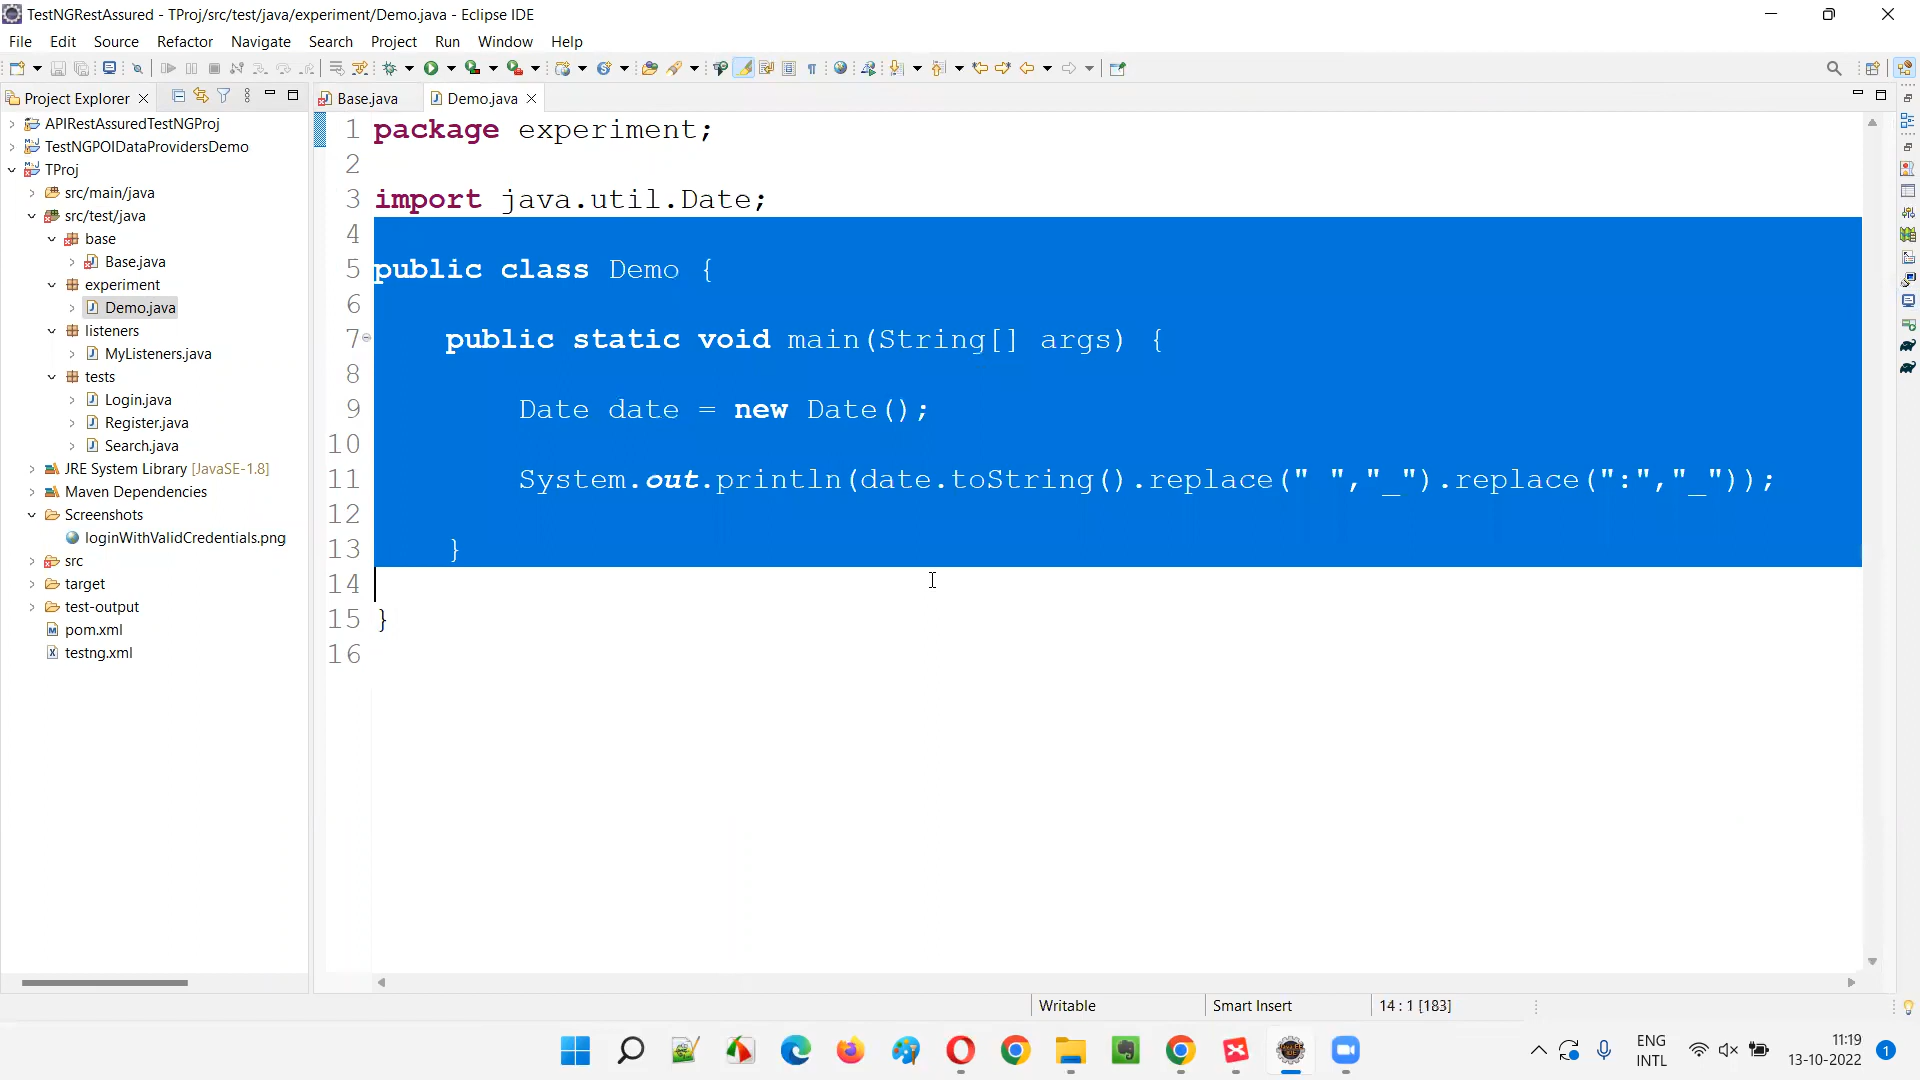 TestNGRestAssured - TProj/src/test/java/experiment/Demo.java - Eclipse IDE
File Edit Source Refactor Navigate Search Project Run Window Help
Project Explorer
APIRestAssuredTestNGProj
TestNGPOIDataProvidersDemo
TProj
src/main/java
src/test/java
base
Base.java
experiment
Demo.java
listeners
MyListeners.java
tests
Login.java
Register.java
Search.java
JRE System Library [JavaSE-1.8]
Maven Dependencies
Screenshots
loginWithValidCredentials.png
src
target
test-output
pom.xml
testng.xml
Base.java Demo.java
1 package experiment;
2
3 import java.util.Date;
4
5 public class Demo {
6
7 public static void main(String[] args) {
8
9 Date date = new Date();
10
11 System.out.println(date.toString().replace(" ","_").replace(":","_"));
12
13 }
14
15 }
16
Writable Smart Insert 14 : 1 [183]
ENG
INTL
11:19
13-10-2022
1